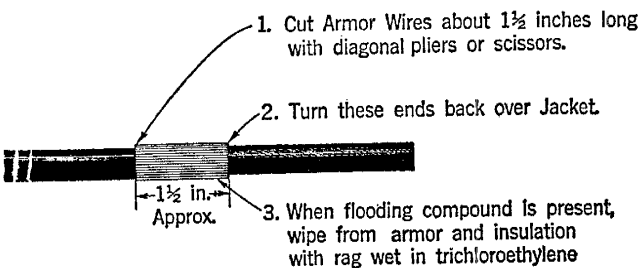 1. Cut Armor Wires about 1½ inches long
with diagonal pliers or scissors.
2. Turn these ends back over Jacket.
1½ in.
Approx.
3. When flooding compound is present,
wipe from armor and insulation
with rag wet in trichloroethylene